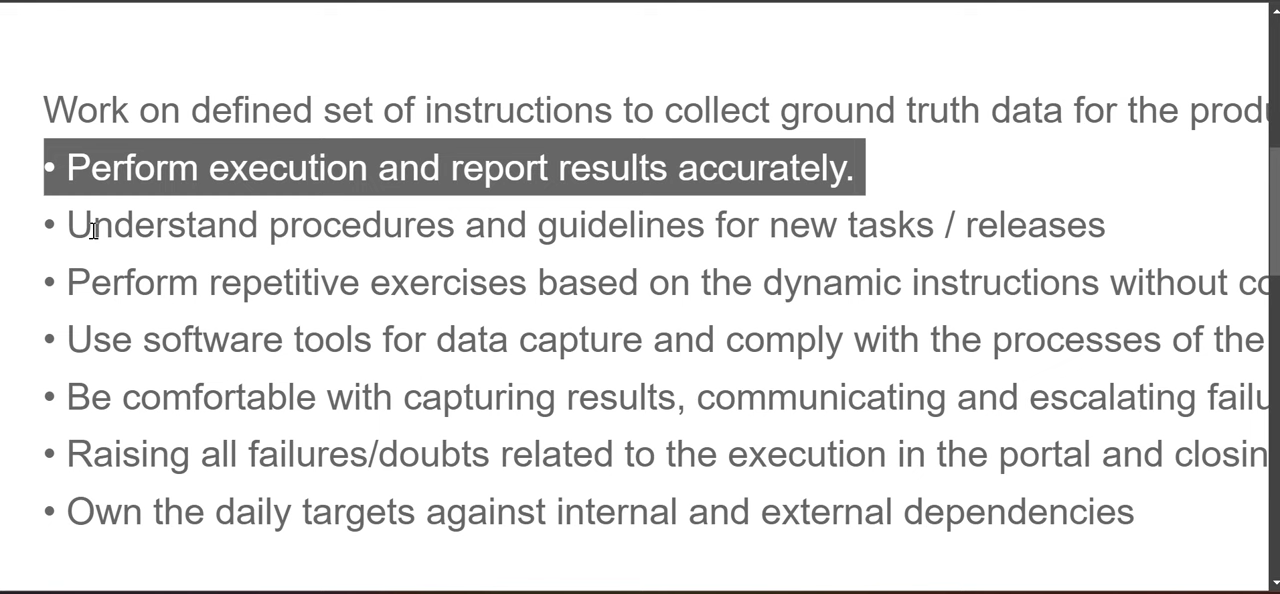 Work on defined set of instructions to collect ground truth data for the
• Perform execution and report results accurately.
• Understand procedures and guidelines for new tasks / releases
• Perform repetitive exercises based on the dynamic instructions without
• Use software tools for data capture and comply with the processes of the
• Be comfortable with capturing results, communicating and escalating
• Raising all failures/doubts related to the execution in the portal and
• Own the daily targets against internal and external dependencies